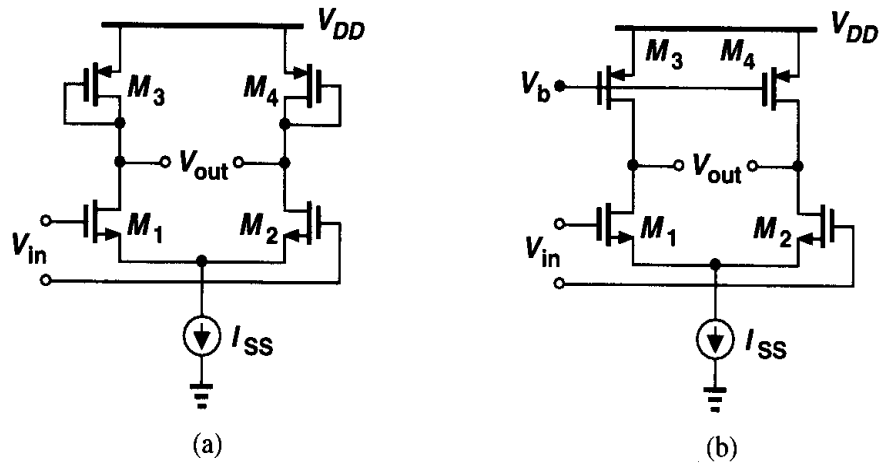 V_DD
M_3
M_4
V_out
M_1
M_2
V_in
I_SS
(a)
V_DD
M_3
M_4
V_b
V_out
M_1
M_2
V_in
I_SS
(b)